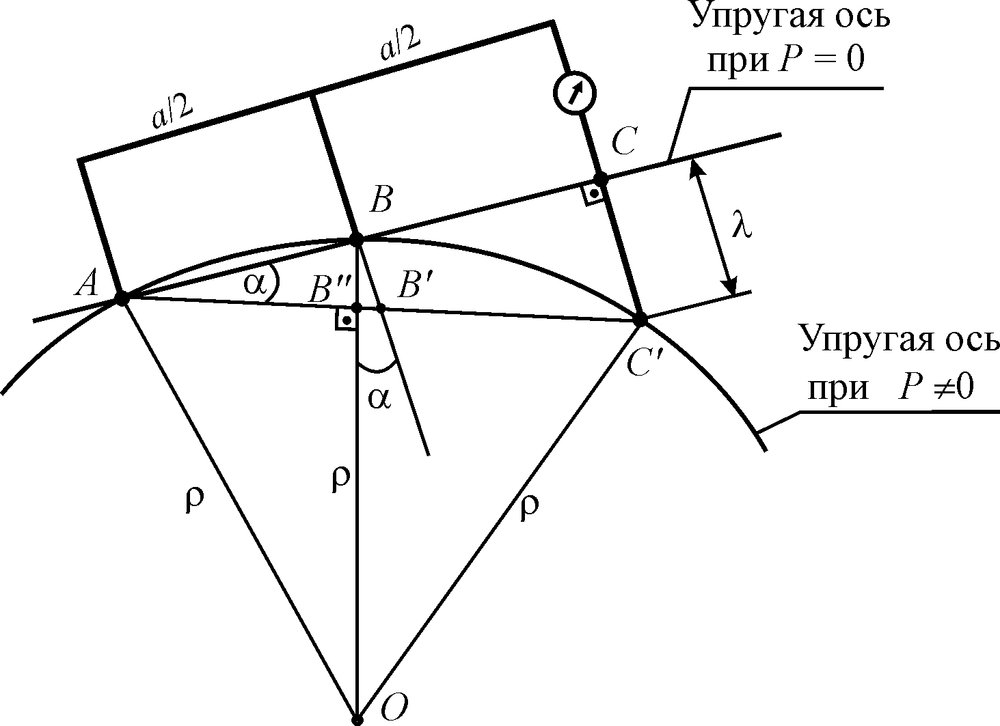 Упругая ось
при P = 0
a/2
a/2
C
B
λ
A
α
B″
B′
Упругая ось
при P ≠0
C′
α
ρ
ρ
ρ
O